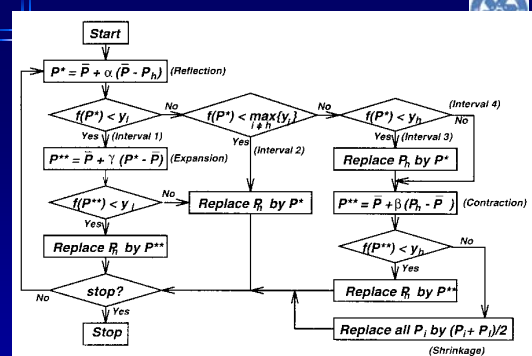 Start
P* = P̄ + α (P̄ - Pₕ) (Reflection)
f(P*) < yₗ
No
f(P*) < max{yᵢ}
i ≠ h
No
f(P*) < yₕ
(Interval 4)
No
Yes (Interval 1)
Yes
(Interval 2)
Yes (Interval 3)
P** = P̄ + γ (P* - P̄) (Expansion)
Replace Pₕ by P*
f(P**) < yₗ
No
Replace Pₕ by P*
P** = P̄ + β (Pₕ - P̄) (Contraction)
Yes
Replace Pₕ by P**
f(P**) < yₕ
No
Yes
No
stop?
Replace Pₕ by P**
Yes
Stop
Replace all Pᵢ by (Pᵢ + Pₗ)/2
(Shrinkage)